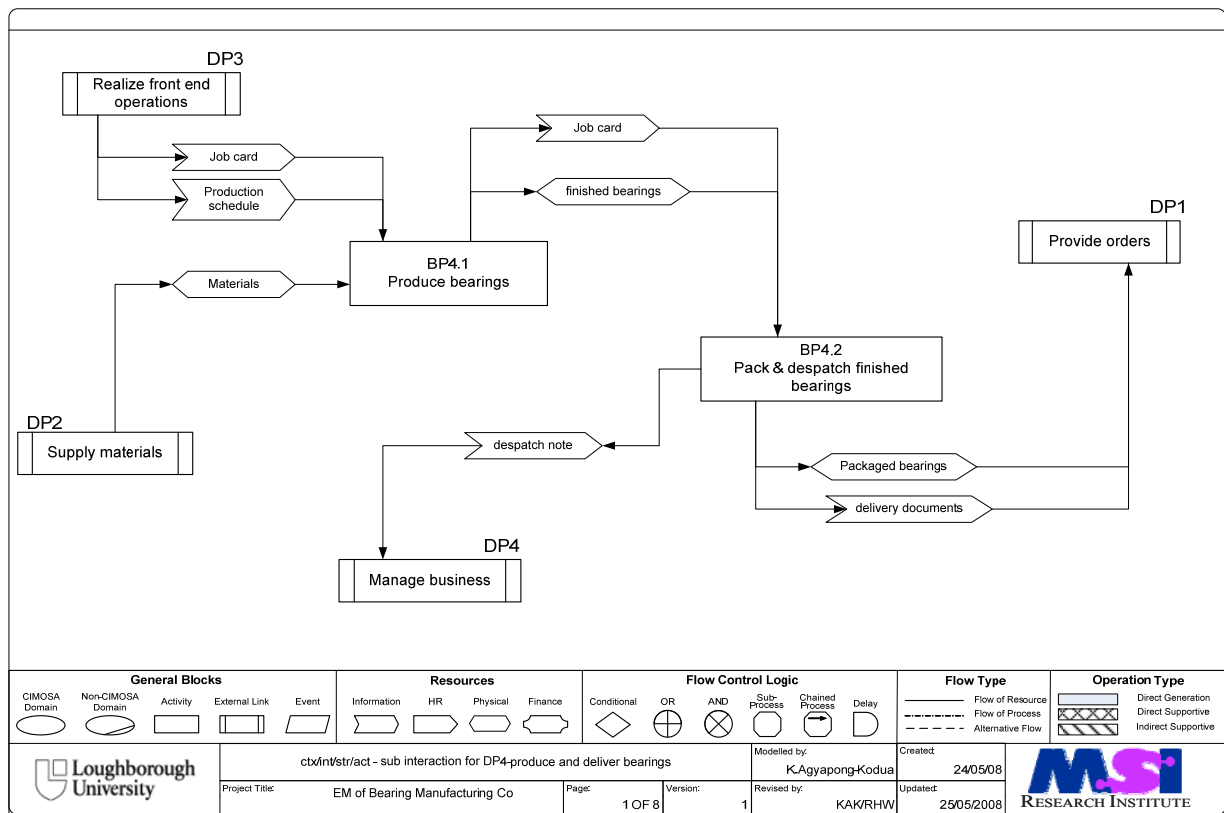 DP3
Realize front end
operations
Job card
Production
schedule
Materials
BP4.1
Produce bearings
Job card
finished bearings
DP1
Provide orders
BP4.2
Pack & despatch finished
bearings
DP2
Supply materials
despatch note
Packaged bearings
delivery documents
DP4
Manage business
General Blocks
CIMOSA
Domain
Non-CIMOSA
Domain
Activity
External Link
Event
Resources
Information
HR
Physical
Finance
Flow Control Logic
Conditional
OR
AND
Sub-
Process
Chained
Process
Delay
Flow Type
Flow of Resource
Flow of Process
Alternative Flow
Operation Type
Direct Generation
Direct Supportive
Indirect Supportive
Loughborough
University
ctx/int/str/act - sub interaction for DP4-produce and deliver bearings
Modelled by:
K.Agyapong-Kodua
Created:
24/05/08
Project Title:
EM of Bearing Manufacturing Co
Page:
1 OF 8
Version:
1
Revised by:
KAK/RHW
Updated:
25/05/2008
MSI
RESEARCH INSTITUTE